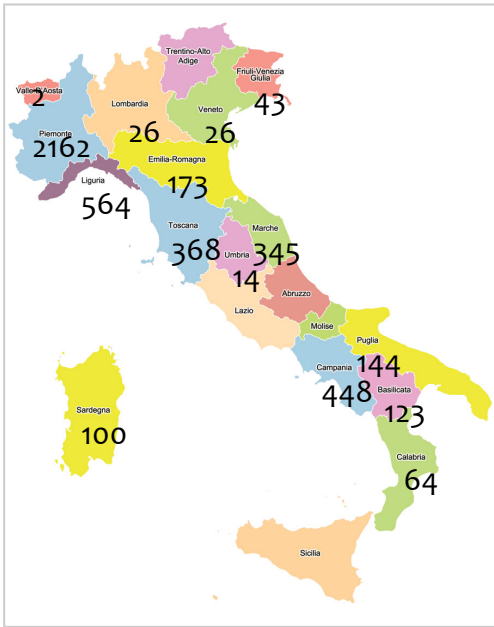 Trentino-Alto
Adige
Friuli-Venezia
Giulia
43
Valle D'Aosta
2
Lombardia
26
Veneto
26
Piemonte
2162
Emilia-Romagna
173
Liguria
564
Toscana
368
Marche
345
Umbria
14
Abruzzo
Lazio
Molise
Puglia
144
Campania
448
Basilicata
123
Sardegna
100
Calabria
64
Sicilia